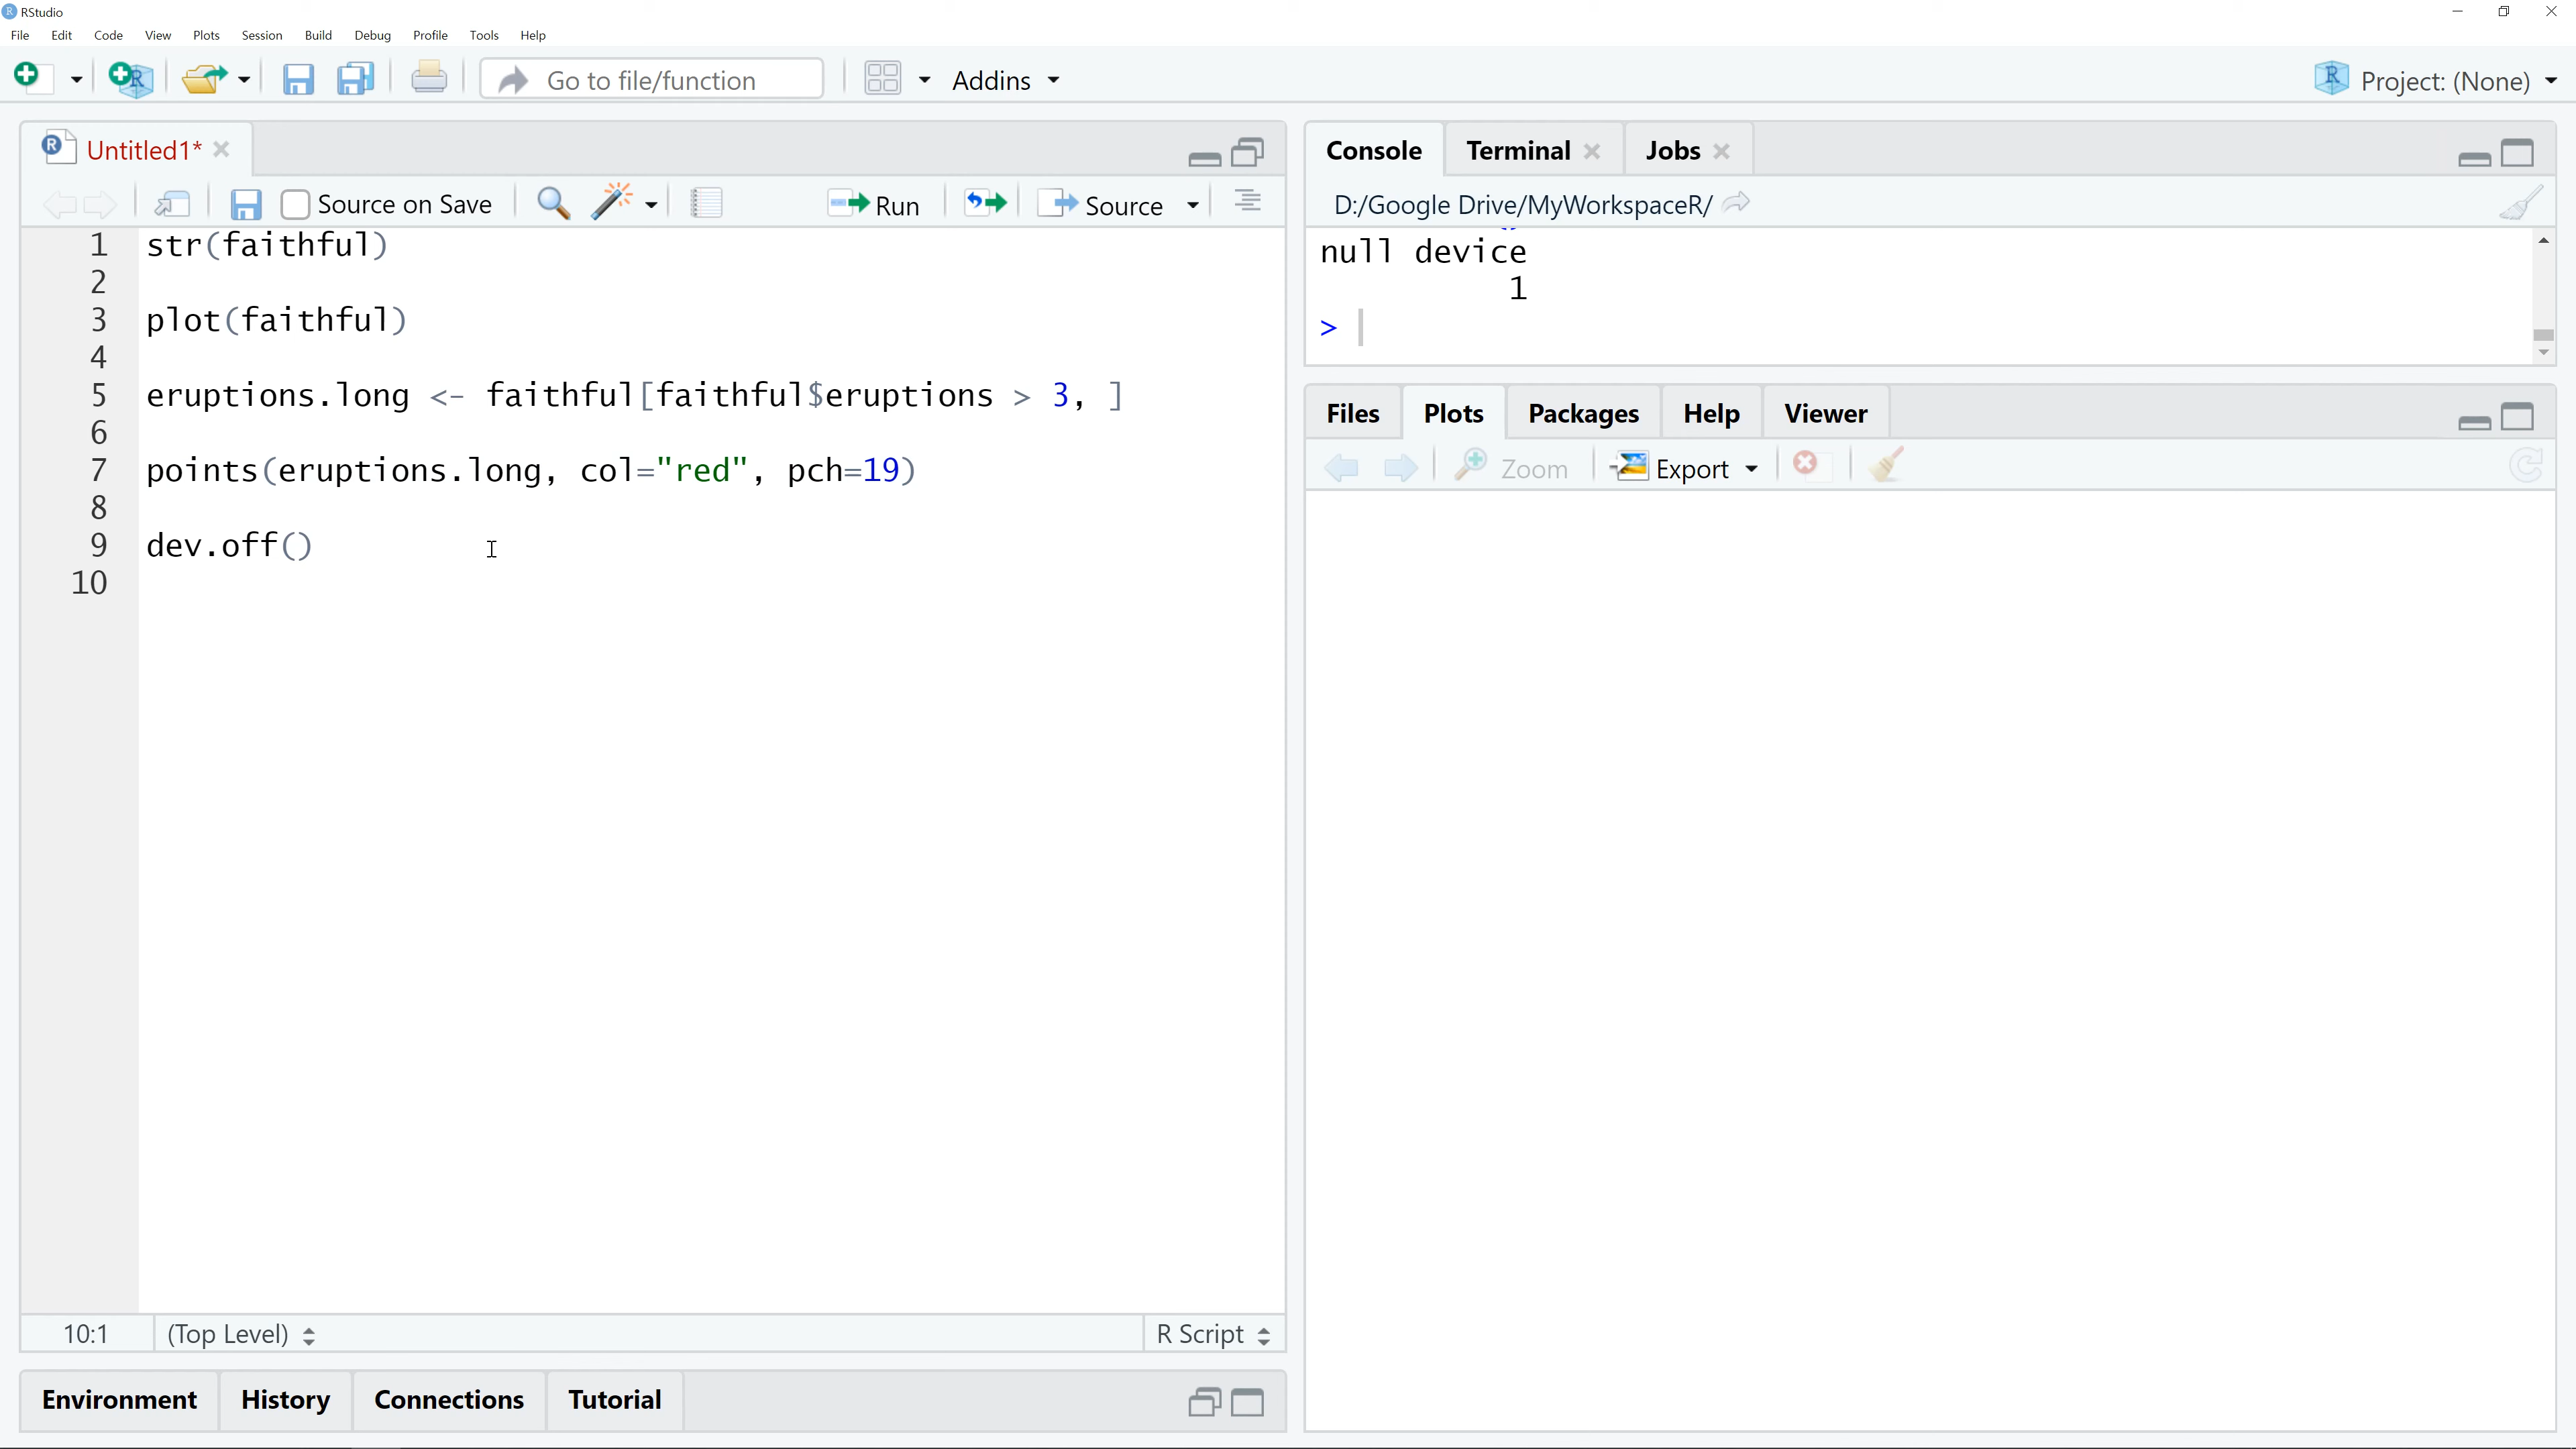 RStudio
File Edit Code View Plots Session Build Debug Profile Tools Help
Go to file/function Addins R Project: (None)
R Untitled1*
Source on Save Run Source
1 str(faithful)
2
3 plot(faithful)
4
5 eruptions.long <- faithful[faithful$eruptions > 3, ]
6
7 points(eruptions.long, col="red", pch=19)
8
9 dev.off()
10
10:1 (Top Level) R Script
Environment History Connections Tutorial
Console Terminal Jobs
D:/Google Drive/MyWorkspaceR/
null device
1
>
Files Plots Packages Help Viewer
Zoom Export